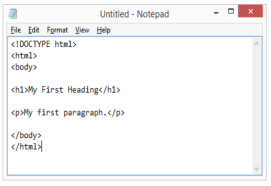 Untitled - Notepad
File Edit Format View Help
<!DOCTYPE html>
<html>
<body>
<h1>My First Heading</h1>
<p>My first paragraph.</p>
</body>
</html>